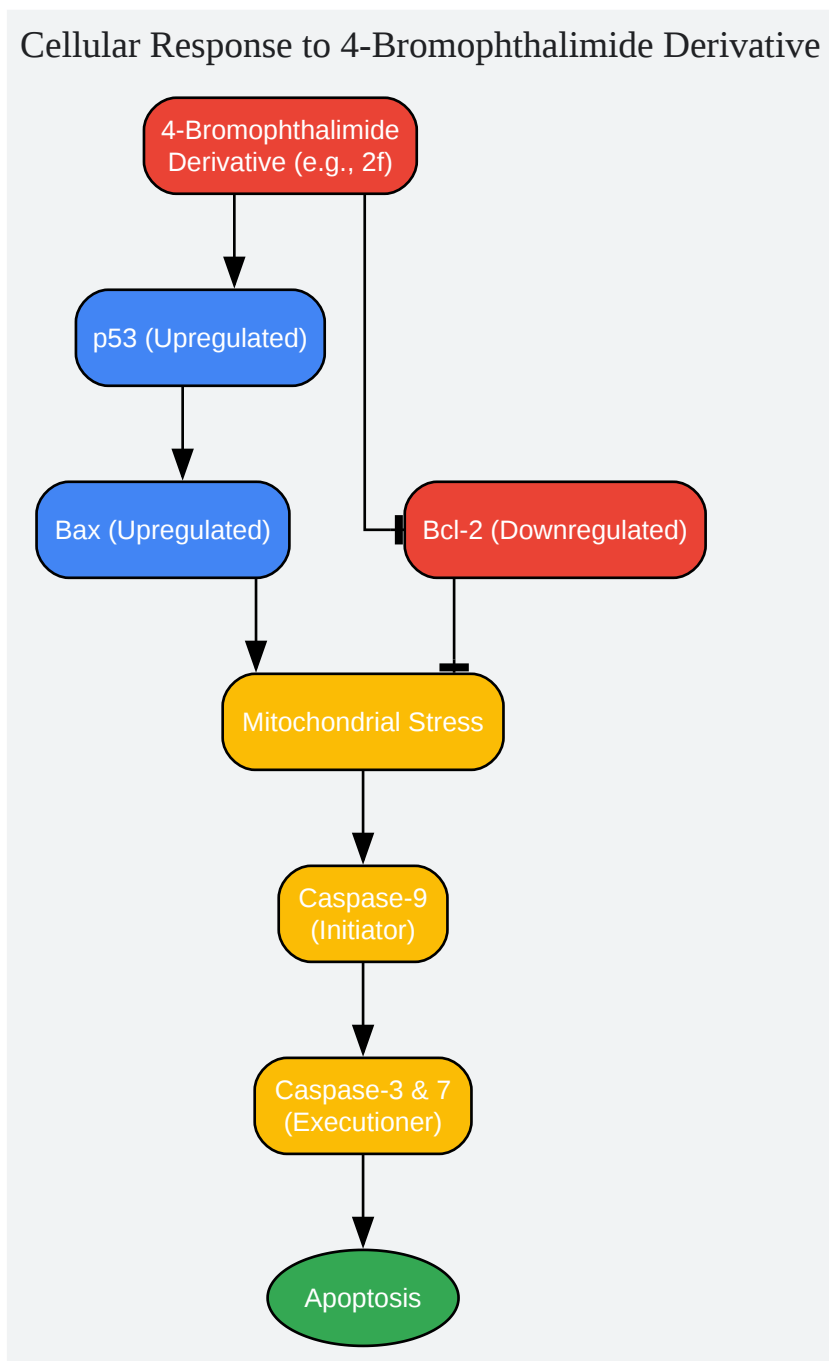 Cellular Response to 4-Bromophthalimide Derivative
4-Bromophthalimide
Derivative (e.g., 2f)
p53 (Upregulated)
Bax (Upregulated)
Bcl-2 (Downregulated)
Mitochondrial Stress
Caspase-9
(Initiator)
Caspase-3 & 7
(Executioner)
Apoptosis